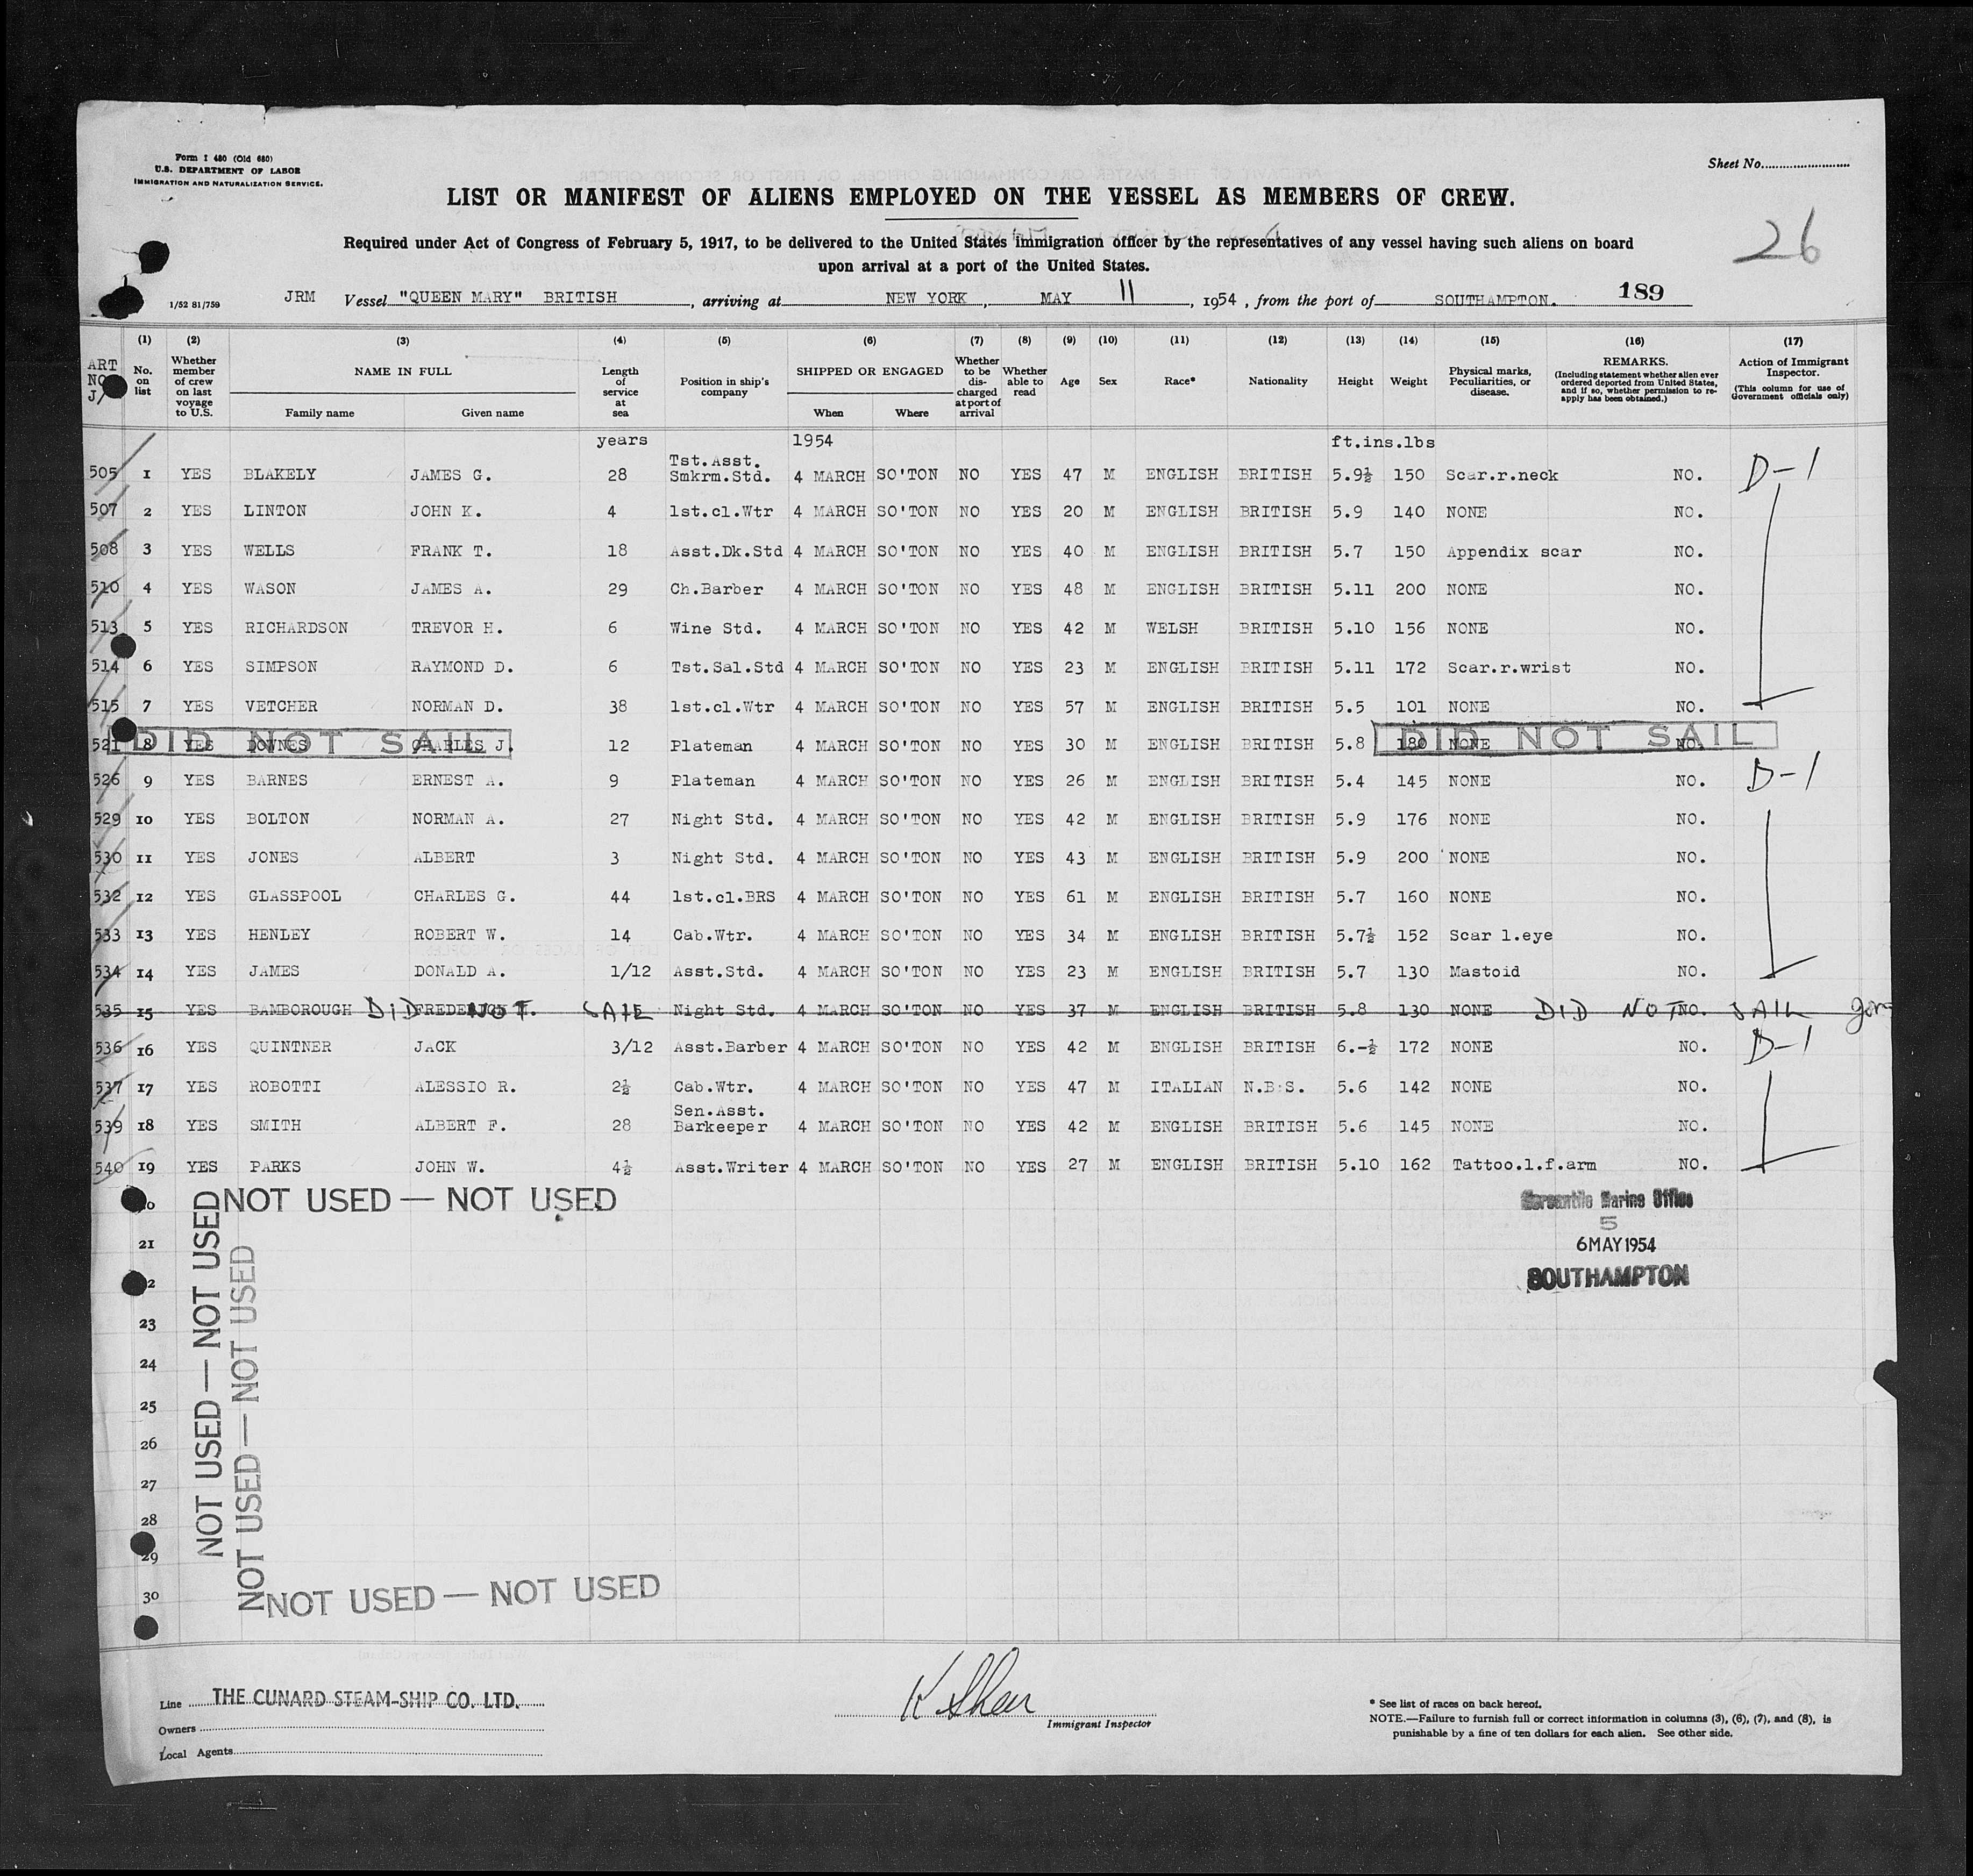 Form I 480 (Old 680)
U.S. DEPARTMENT OF LABOR
IMMIGRATION AND NATURALIZATION SERVICE.
Sheet No.
LIST OR MANIFEST OF ALIENS EMPLOYED ON THE VESSEL AS MEMBERS OF CREW.
26
Required under Act of Congress of February 5, 1917, to be delivered to the United States Immigration officer by the representatives of any vessel having such aliens on board
upon arrival at a port of the United States.
1/52 81/759 JRM Vessel "QUEEN MARY" BRITISH, arriving at NEW YORK, MAY 11, 1954, from the port of SOUTHAMPTON. 189
(1) (2) (3) (4) (5) (6) (7) (8) (9) (10) (11) (12) (13) (14) (15) (16) (17)
ART NO J/ No. on list Whether member of crew on last voyage to U.S. NAME IN FULL Family name Given name Length of service at sea Position in ship's company SHIPPED OR ENGAGED When Where Whether to be discharged at port of arrival Whether able to read Age Sex Race* Nationality Height Weight Physical marks, Peculiarities, or disease. REMARKS. (Including statement whether alien ever ordered deported from United States, and if so, whether permission to re-apply has been obtained.) Action of Immigrant Inspector. (This column for use of Government officials only)
years 1954 ft.ins.lbs
505 1 YES BLAKELY JAMES G. 28 Tst.Asst. Smkrm.Std. 4 MARCH SO'TON NO YES 47 M ENGLISH BRITISH 5.9½ 150 Scar.r.neck NO. D-1
507 2 YES LINTON JOHN K. 4 1st.cl.Wtr 4 MARCH SO'TON NO YES 20 M ENGLISH BRITISH 5.9 140 NONE NO.
508 3 YES WELLS FRANK T. 18 Asst.Dk.Std 4 MARCH SO'TON NO YES 40 M ENGLISH BRITISH 5.7 150 Appendix scar NO.
510 4 YES WASON JAMES A. 29 Ch.Barber 4 MARCH SO'TON NO YES 48 M ENGLISH BRITISH 5.11 200 NONE NO.
513 5 YES RICHARDSON TREVOR H. 6 Wine Std. 4 MARCH SO'TON NO YES 42 M WELSH BRITISH 5.10 156 NONE NO.
514 6 YES SIMPSON RAYMOND D. 6 Tst.Sal.Std 4 MARCH SO'TON NO YES 23 M ENGLISH BRITISH 5.11 172 Scar.r.wrist NO.
515 7 YES VETCHER NORMAN D. 38 1st.cl.Wtr 4 MARCH SO'TON NO YES 57 M ENGLISH BRITISH 5.5 101 NONE NO.
521 8 YES DOWNES CHARLES J. 12 Plateman 4 MARCH SO'TON NO YES 30 M ENGLISH BRITISH 5.8 180 NONE NO.
DID NOT SAIL DID NOT SAIL
526 9 YES BARNES ERNEST A. 9 Plateman 4 MARCH SO'TON NO YES 26 M ENGLISH BRITISH 5.4 145 NONE NO. D-1
529 10 YES BOLTON NORMAN A. 27 Night Std. 4 MARCH SO'TON NO YES 42 M ENGLISH BRITISH 5.9 176 NONE NO.
530 11 YES JONES ALBERT 3 Night Std. 4 MARCH SO'TON NO YES 43 M ENGLISH BRITISH 5.9 200 NONE NO.
532 12 YES GLASSPOOL CHARLES G. 44 1st.cl.BRS 4 MARCH SO'TON NO YES 61 M ENGLISH BRITISH 5.7 160 NONE NO.
533 13 YES HENLEY ROBERT W. 14 Cab.Wtr. 4 MARCH SO'TON NO YES 34 M ENGLISH BRITISH 5.7½ 152 Scar l.eye NO.
534 14 YES JAMES DONALD A. 1/12 Asst.Std. 4 MARCH SO'TON NO YES 23 M ENGLISH BRITISH 5.7 130 Mastoid NO.
535 15 YES BAMBOROUGH DID NOT SAIL Night Std. 4 MARCH SO'TON NO YES 37 M ENGLISH BRITISH 5.8 130 NONE DID NOT NO. SAIL
536 16 YES QUINTNER JACK 3/12 Asst.Barber 4 MARCH SO'TON NO YES 42 M ENGLISH BRITISH 6.-½ 172 NONE NO. D-1
537 17 YES ROBOTTI ALESSIO R. 2½ Cab.Wtr. 4 MARCH SO'TON NO YES 47 M ITALIAN N.B.S. 5.6 142 NONE NO.
539 18 YES SMITH ALBERT F. 28 Sen.Asst. Barkeeper 4 MARCH SO'TON NO YES 42 M ENGLISH BRITISH 5.6 145 NONE NO.
540 19 YES PARKS JOHN W. 4½ Asst.Writer 4 MARCH SO'TON NO YES 27 M ENGLISH BRITISH 5.10 162 Tattoo.l.f.arm NO.
NOT USED — NOT USED
NOT USED — NOT USED
NOT USED — NOT USED
Mercantile Marine Office
5
6 MAY 1954
SOUTHAMPTON
21
23
24
25
26
27
28
29
30
NOT USED — NOT USED
Line THE CUNARD STEAM-SHIP CO. LTD.
Owners
Local Agents
K Shea
Immigrant Inspector
* See list of races on back hereof.
NOTE.—Failure to furnish full or correct information in columns (3), (6), (7), and (8), is
punishable by a fine of ten dollars for each alien. See other side.